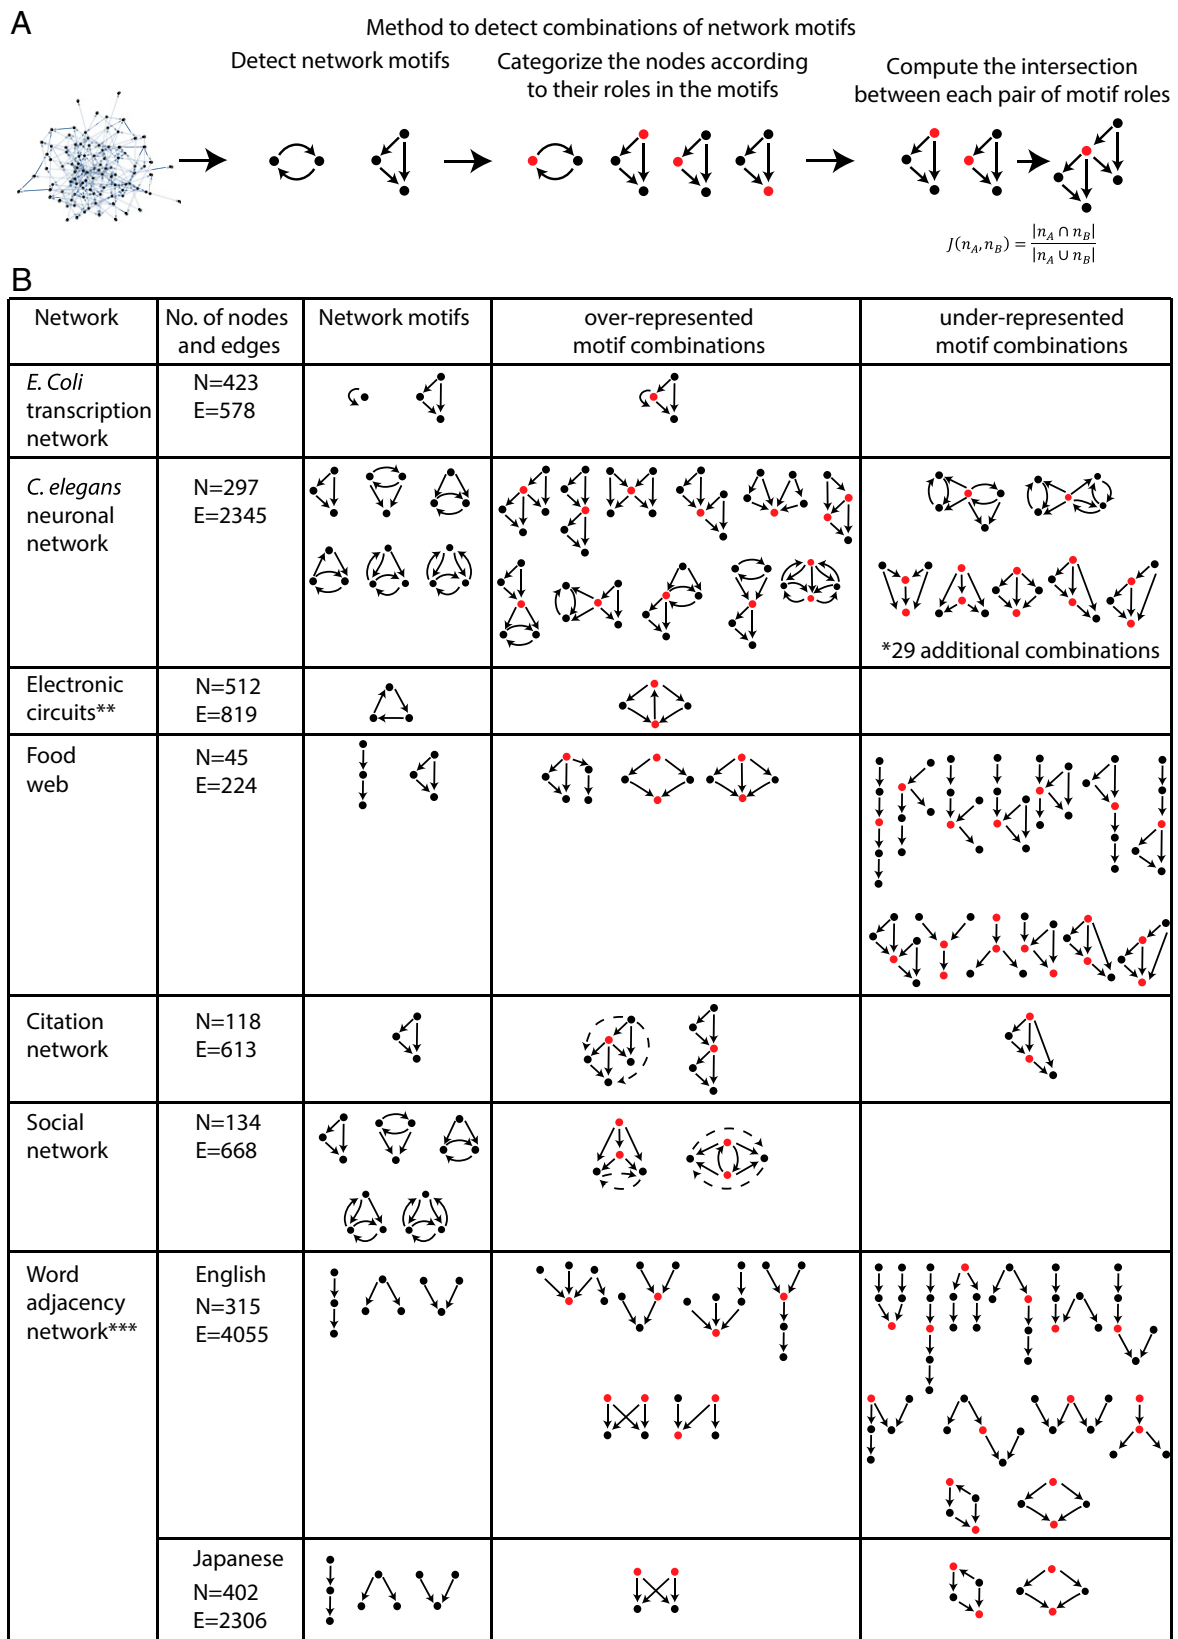 A
Method to detect combinations of network motifs
Detect network motifs
Categorize the nodes according
to their roles in the motifs
Compute the intersection
between each pair of motif roles
J(n_A, n_B) = |n_A ∩ n_B| / |n_A ∪ n_B|
B
Network
No. of nodes
and edges
Network motifs
over-represented
motif combinations
under-represented
motif combinations
E. Coli
transcription
network
N=423
E=578
C. elegans
neuronal
network
N=297
E=2345
*29 additional combinations
Electronic
circuits**
N=512
E=819
Food
web
N=45
E=224
Citation
network
N=118
E=613
Social
network
N=134
E=668
Word
adjacency
network***
English
N=315
E=4055
Japanese
N=402
E=2306